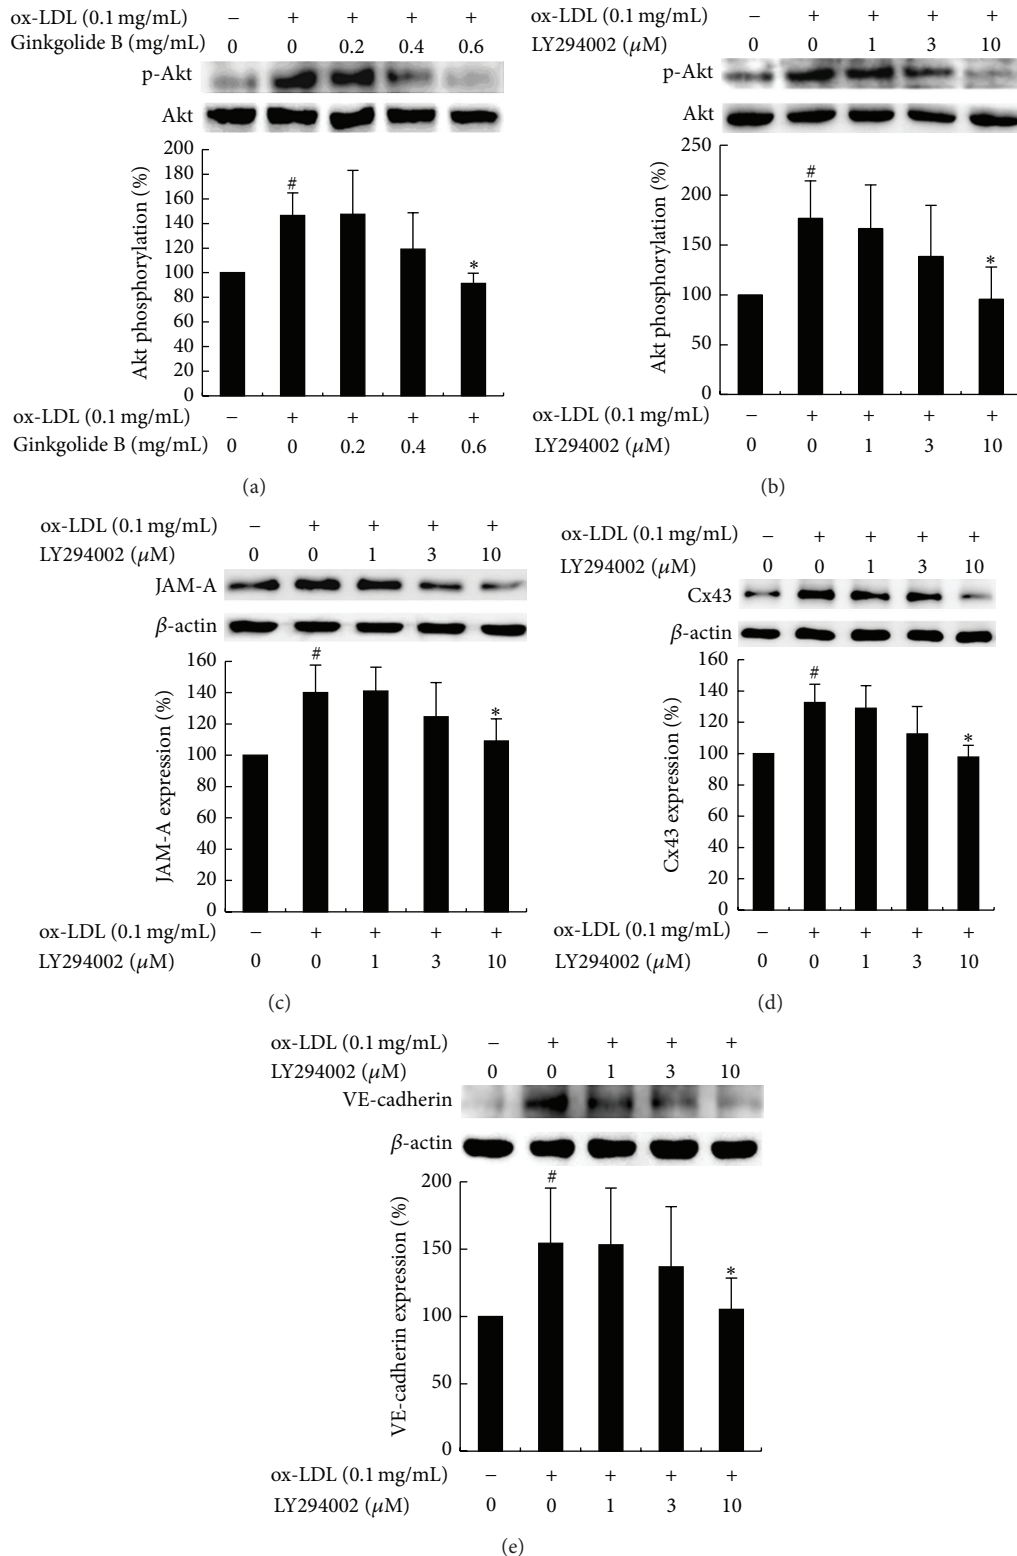 ox-LDL (0.1 mg/mL) − + + + +
Ginkgolide B (mg/mL) 0 0 0.2 0.4 0.6
p-Akt
Akt
Akt phosphorylation (%)
200
180
160
140
120
100
80
60
40
20
0
#
*
ox-LDL (0.1 mg/mL) − + + + +
Ginkgolide B (mg/mL) 0 0 0.2 0.4 0.6
(a)
ox-LDL (0.1 mg/mL) − + + + +
LY294002 (μM) 0 0 1 3 10
p-Akt
Akt
Akt phosphorylation (%)
250
200
150
100
50
0
#
*
ox-LDL (0.1 mg/mL) − + + + +
LY294002 (μM) 0 0 1 3 10
(b)
ox-LDL (0.1 mg/mL) − + + + +
LY294002 (μM) 0 0 1 3 10
JAM-A
β-actin
JAM-A expression (%)
160
140
120
100
80
60
40
20
0
#
*
ox-LDL (0.1 mg/mL) − + + + +
LY294002 (μM) 0 0 1 3 10
(c)
ox-LDL (0.1 mg/mL) − + + + +
LY294002 (μM) 0 0 1 3 10
Cx43
β-actin
Cx43 expression (%)
160
140
120
100
80
60
40
20
0
#
*
ox-LDL (0.1 mg/mL) − + + + +
LY294002 (μM) 0 0 1 3 10
(d)
ox-LDL (0.1 mg/mL) − + + + +
LY294002 (μM) 0 0 1 3 10
VE-cadherin
β-actin
VE-cadherin expression (%)
200
150
100
50
0
#
*
ox-LDL (0.1 mg/mL) − + + + +
LY294002 (μM) 0 0 1 3 10
(e)